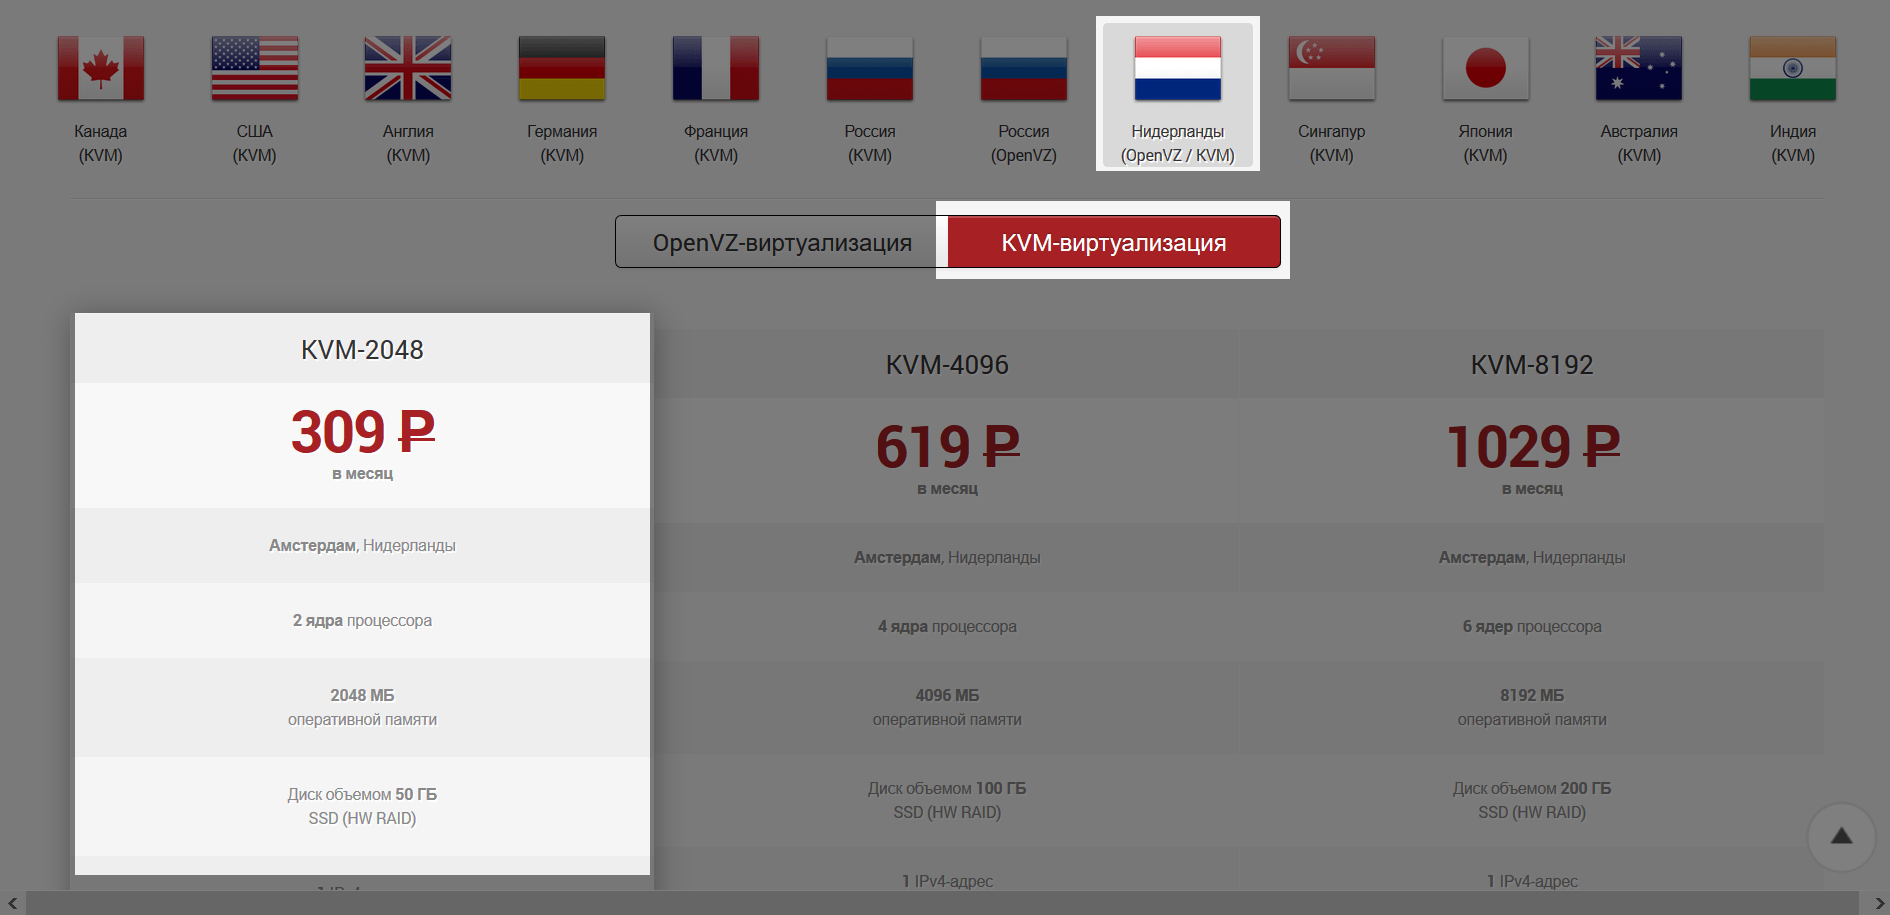 Канада
(KVM)
США
(KVM)
Англия
(KVM)
Германия
(KVM)
Франция
(KVM)
Россия
(KVM)
Россия
(OpenVZ)
Нидерланды
(OpenVZ / KVM)
Сингапур
(KVM)
Япония
(KVM)
Австралия
(KVM)
Индия
(KVM)
OpenVZ-виртуализация
KVM-виртуализация
KVM-2048
309 ₽
в месяц
Амстердам, Нидерланды
2 ядра процессора
2048 МБ
оперативной памяти
Диск объемом 50 ГБ
SSD (HW RAID)
KVM-4096
619 ₽
в месяц
Амстердам, Нидерланды
4 ядра процессора
4096 МБ
оперативной памяти
Диск объемом 100 ГБ
SSD (HW RAID)
1 IPv4-адрес
KVM-8192
1029 ₽
в месяц
Амстердам, Нидерланды
6 ядер процессора
8192 МБ
оперативной памяти
Диск объемом 200 ГБ
SSD (HW RAID)
1 IPv4-адрес